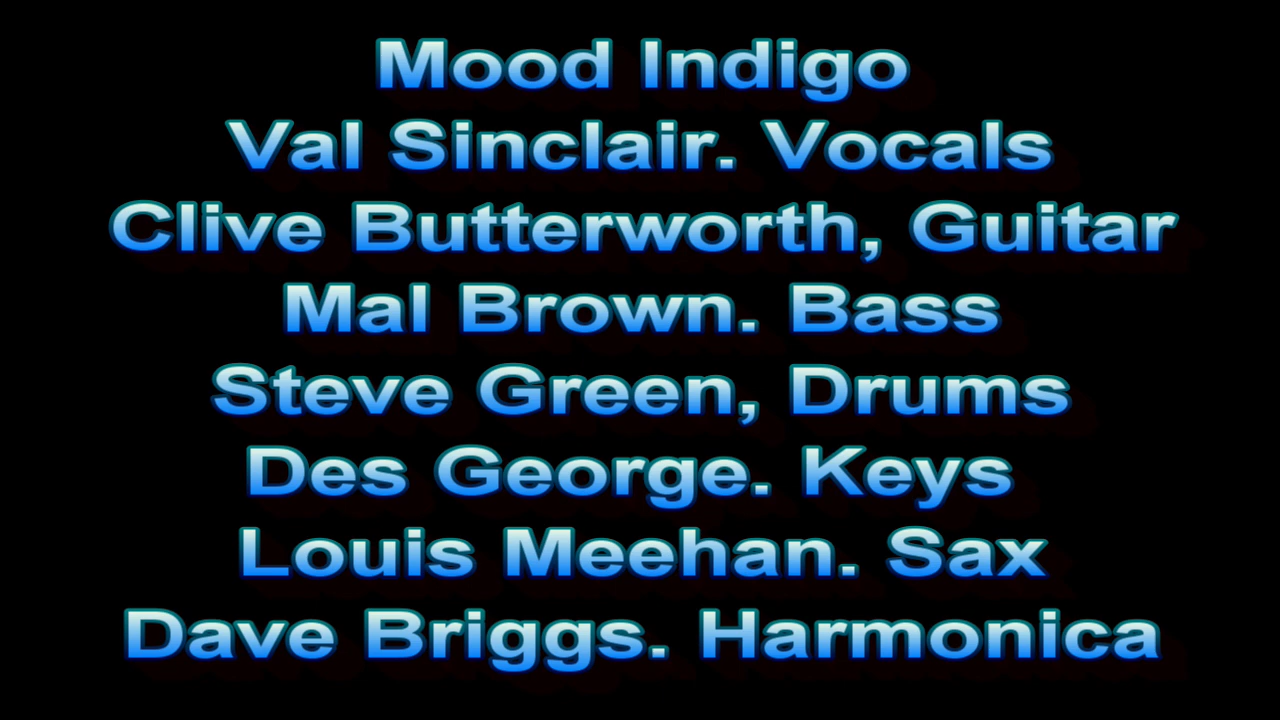 Mood Indigo
Val Sinclair. Vocals
Clive Butterworth, Guitar
Mal Brown. Bass
Steve Green, Drums
Des George. Keys
Louis Meehan. Sax
Dave Briggs. Harmonica